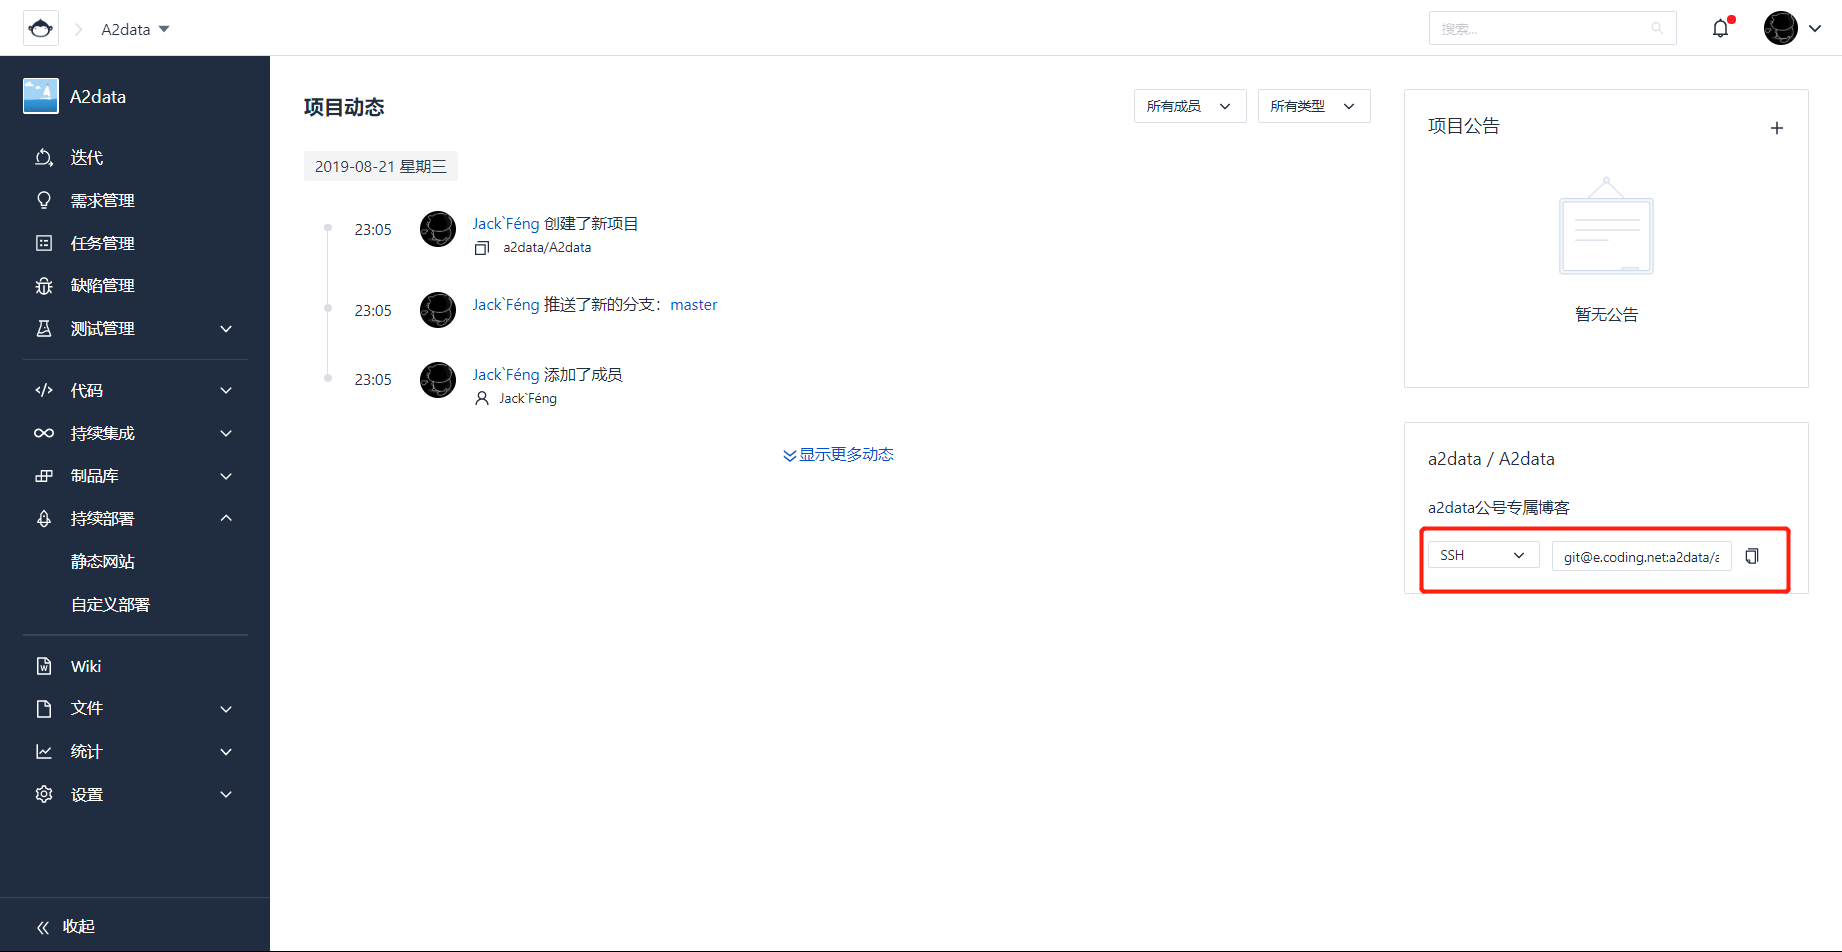 A2data
搜索...
A2data
迭代
需求管理
任务管理
缺陷管理
测试管理
代码
持续集成
制品库
持续部署
静态网站
自定义部署
Wiki
文件
统计
设置
收起
项目动态
所有成员
所有类型
2019-08-21 星期三
23:05
Jack`Féng 创建了新项目
a2data/A2data
23:05
Jack`Féng 推送了新的分支：master
23:05
Jack`Féng 添加了成员
Jack`Féng
显示更多动态
项目公告
暂无公告
a2data / A2data
a2data公号专属博客
SSH
git@e.coding.net:a2data/a